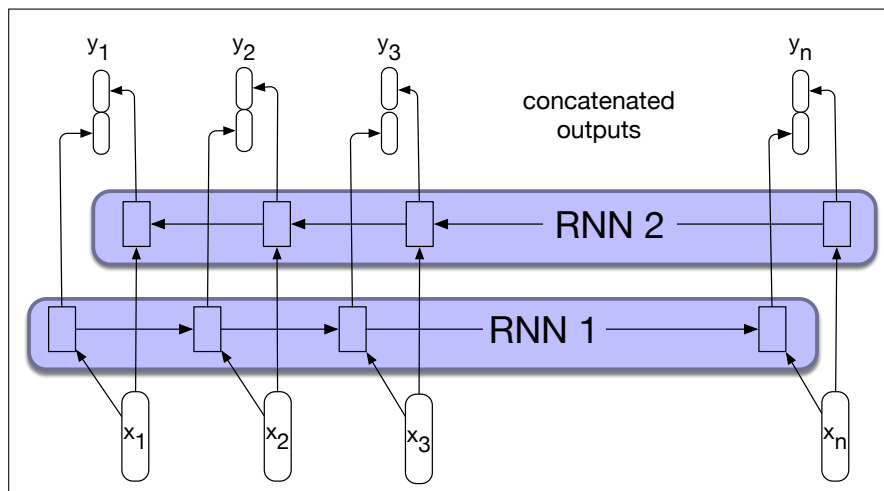 y1 y2 y3 yn
concatenated
outputs
RNN 2
RNN 1
x1 x2 x3 xn